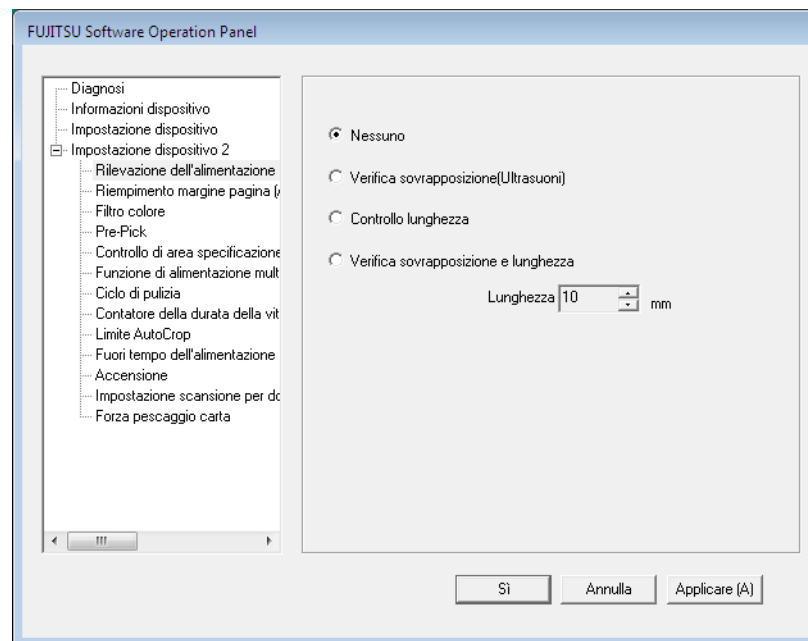 FUJITSU Software Operation Panel
Diagnosi
Informazioni dispositivo
Impostazione dispositivo
Impostazione dispositivo 2
Rilevazione dell'alimentazione
Riempimento margine pagina (
Filtro colore
Pre-Pick
Controllo di area specificazione
Funzione di alimentazione mult
Ciclo di pulizia
Contatore della durata della vit
Limite AutoCrop
Fuori tempo dell'alimentazione
Accensione
Impostazione scansione per do
Forza pescaggio carta
Nessuno
Verifica sovrapposizione(Ultrasuoni)
Controllo lunghezza
Verifica sovrapposizione e lunghezza
Lunghezza 10 mm
Sì Annulla Applicare (A)